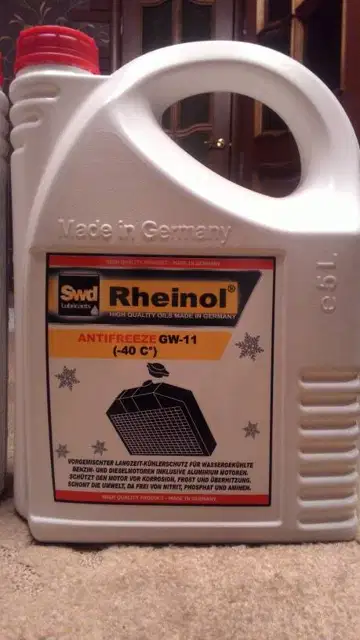 Made in Germany
e 5L
HIGH QUALITY PRODUCT - MADE IN GERMANY
Swd
Lubricants
Rheinol®
HIGH QUALITY OILS MADE IN GERMANY
ANTIFREEZE GW-11
(-40 C°)
VORGEMISCHTER LANGZEIT-KÜHLERSCHUTZ FÜR WASSERGEKÜHLTE
BENZIN- UND DIESELMOTOREN INKLUSIVE ALUMINIUM MOTOREN.
SCHÜTZT DEN MOTOR VOR KORROSION, FROST UND ÜBERHITZUNG.
SCHONT DIE UMWELT, DA FREI VON NITRIT, PHOSPHAT UND AMINEN.
HIGH QUALITY PRODUKT - MADE IN GERMANY